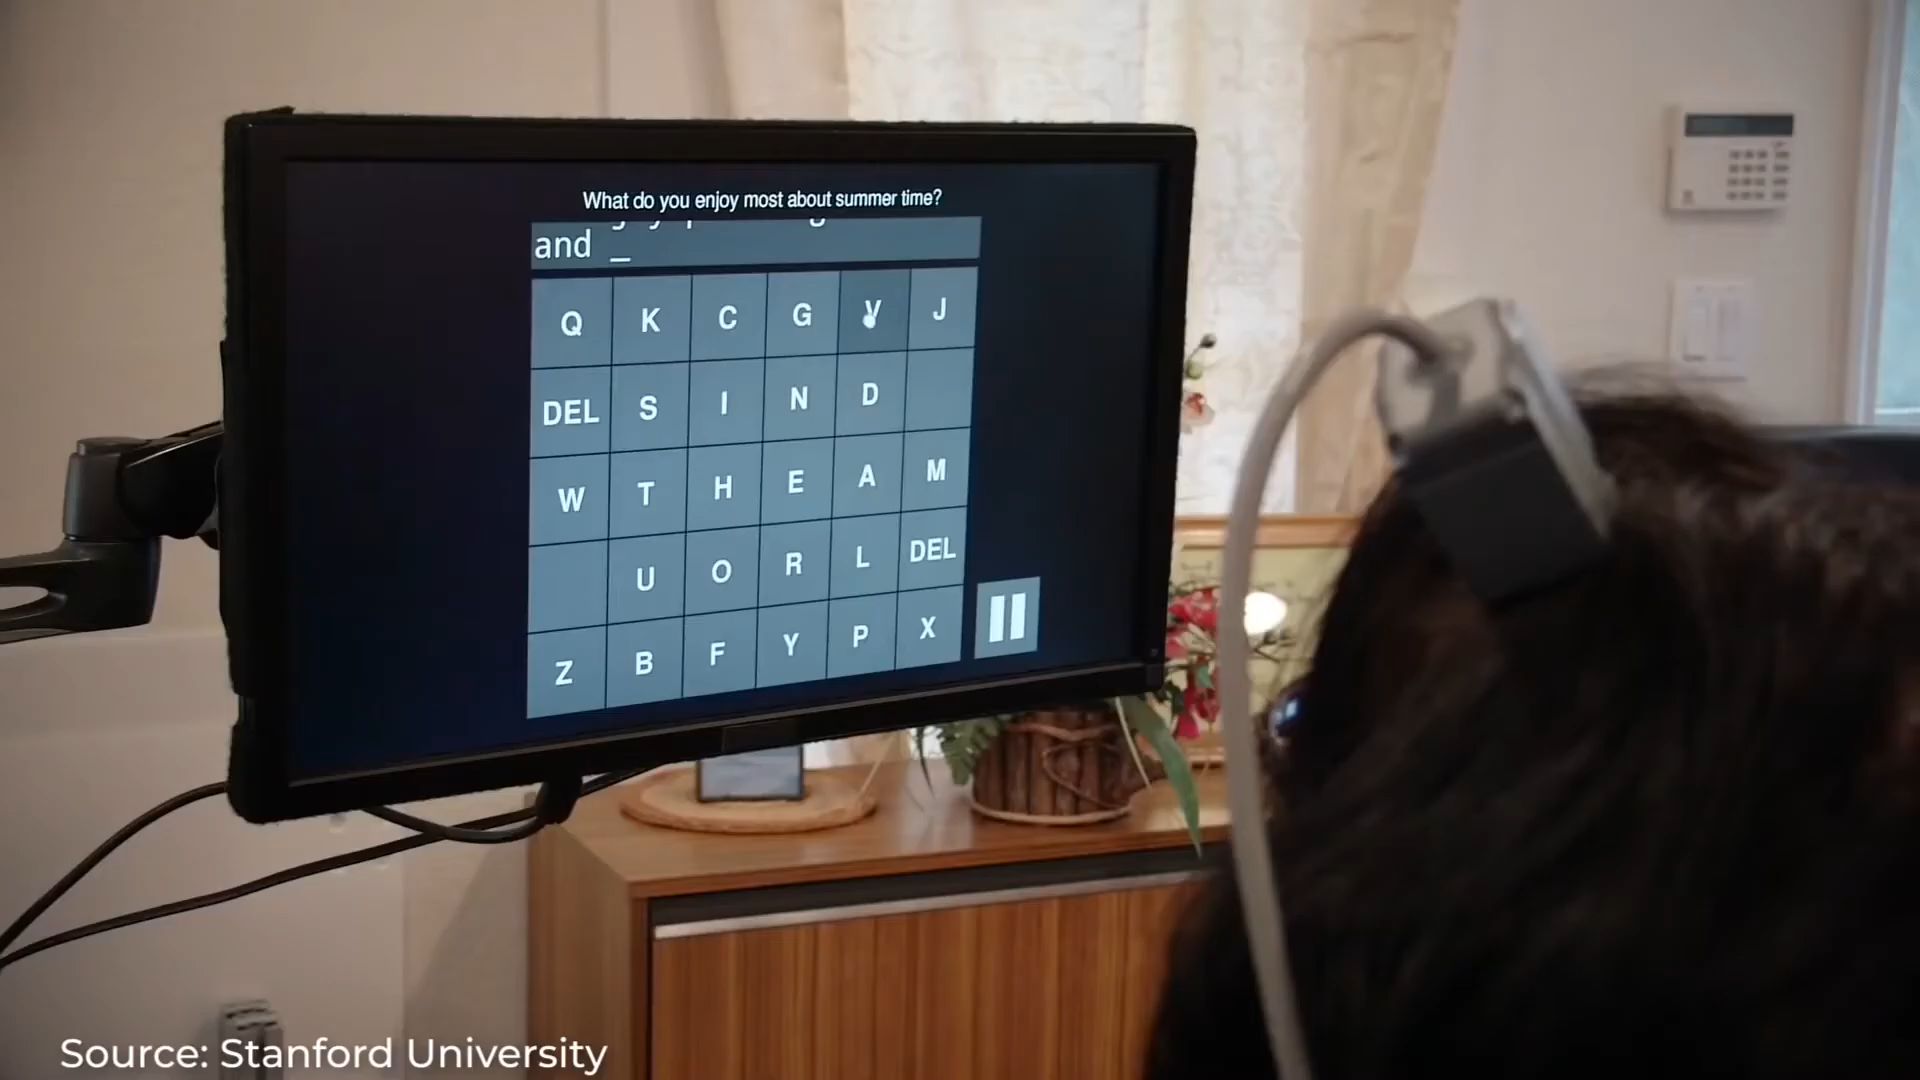 What do you enjoy most about summer time?
and _
Q K C G V J
DEL S I N D
W T H E A M
U O R L DEL
Z B F Y P X
Source: Stanford University